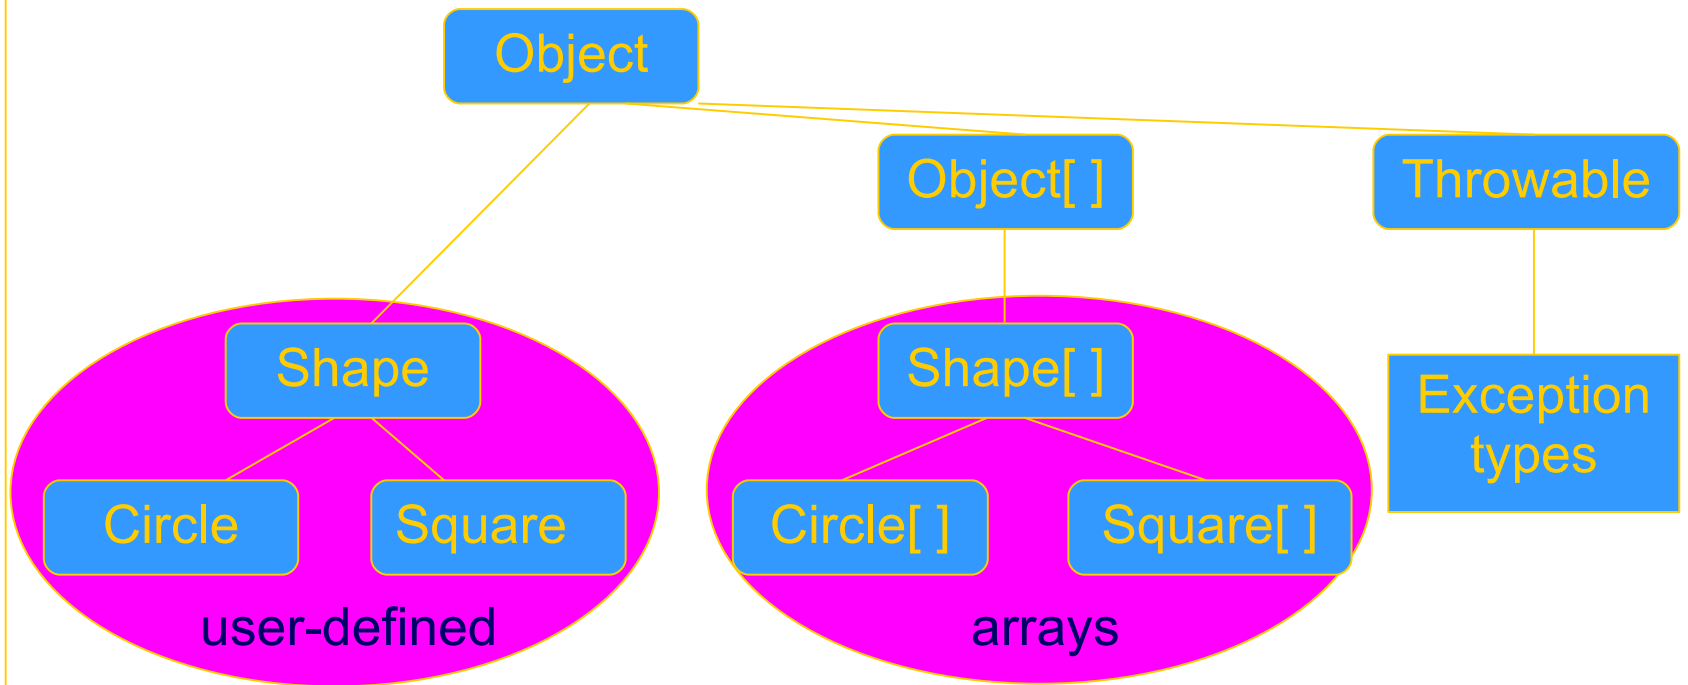 Object
Object[ ]
Throwable
Shape
Shape[ ]
Exception
types
Circle
Square
Circle[ ]
Square[ ]
user-defined
arrays